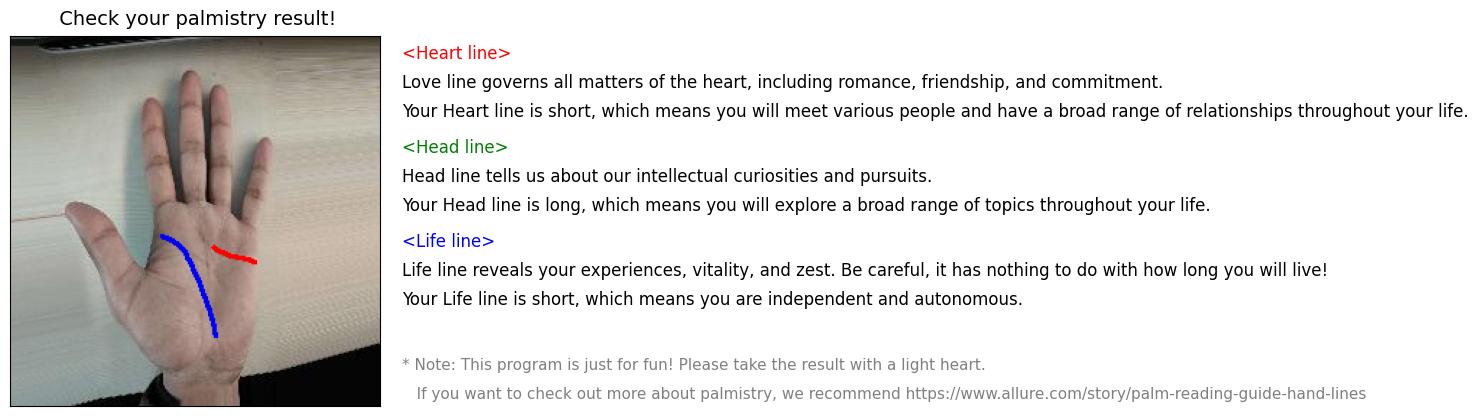 Check your palmistry result!
<Heart line>
Love line governs all matters of the heart, including romance, friendship, and commitment.
Your Heart line is short, which means you will meet various people and have a broad range of relationships throughout your life.
<Head line>
Head line tells us about our intellectual curiosities and pursuits.
Your Head line is long, which means you will explore a broad range of topics throughout your life.
<Life line>
Life line reveals your experiences, vitality, and zest. Be careful, it has nothing to do with how long you will live!
Your Life line is short, which means you are independent and autonomous.
* Note: This program is just for fun! Please take the result with a light heart.
If you want to check out more about palmistry, we recommend https://www.allure.com/story/palm-reading-guide-hand-lines